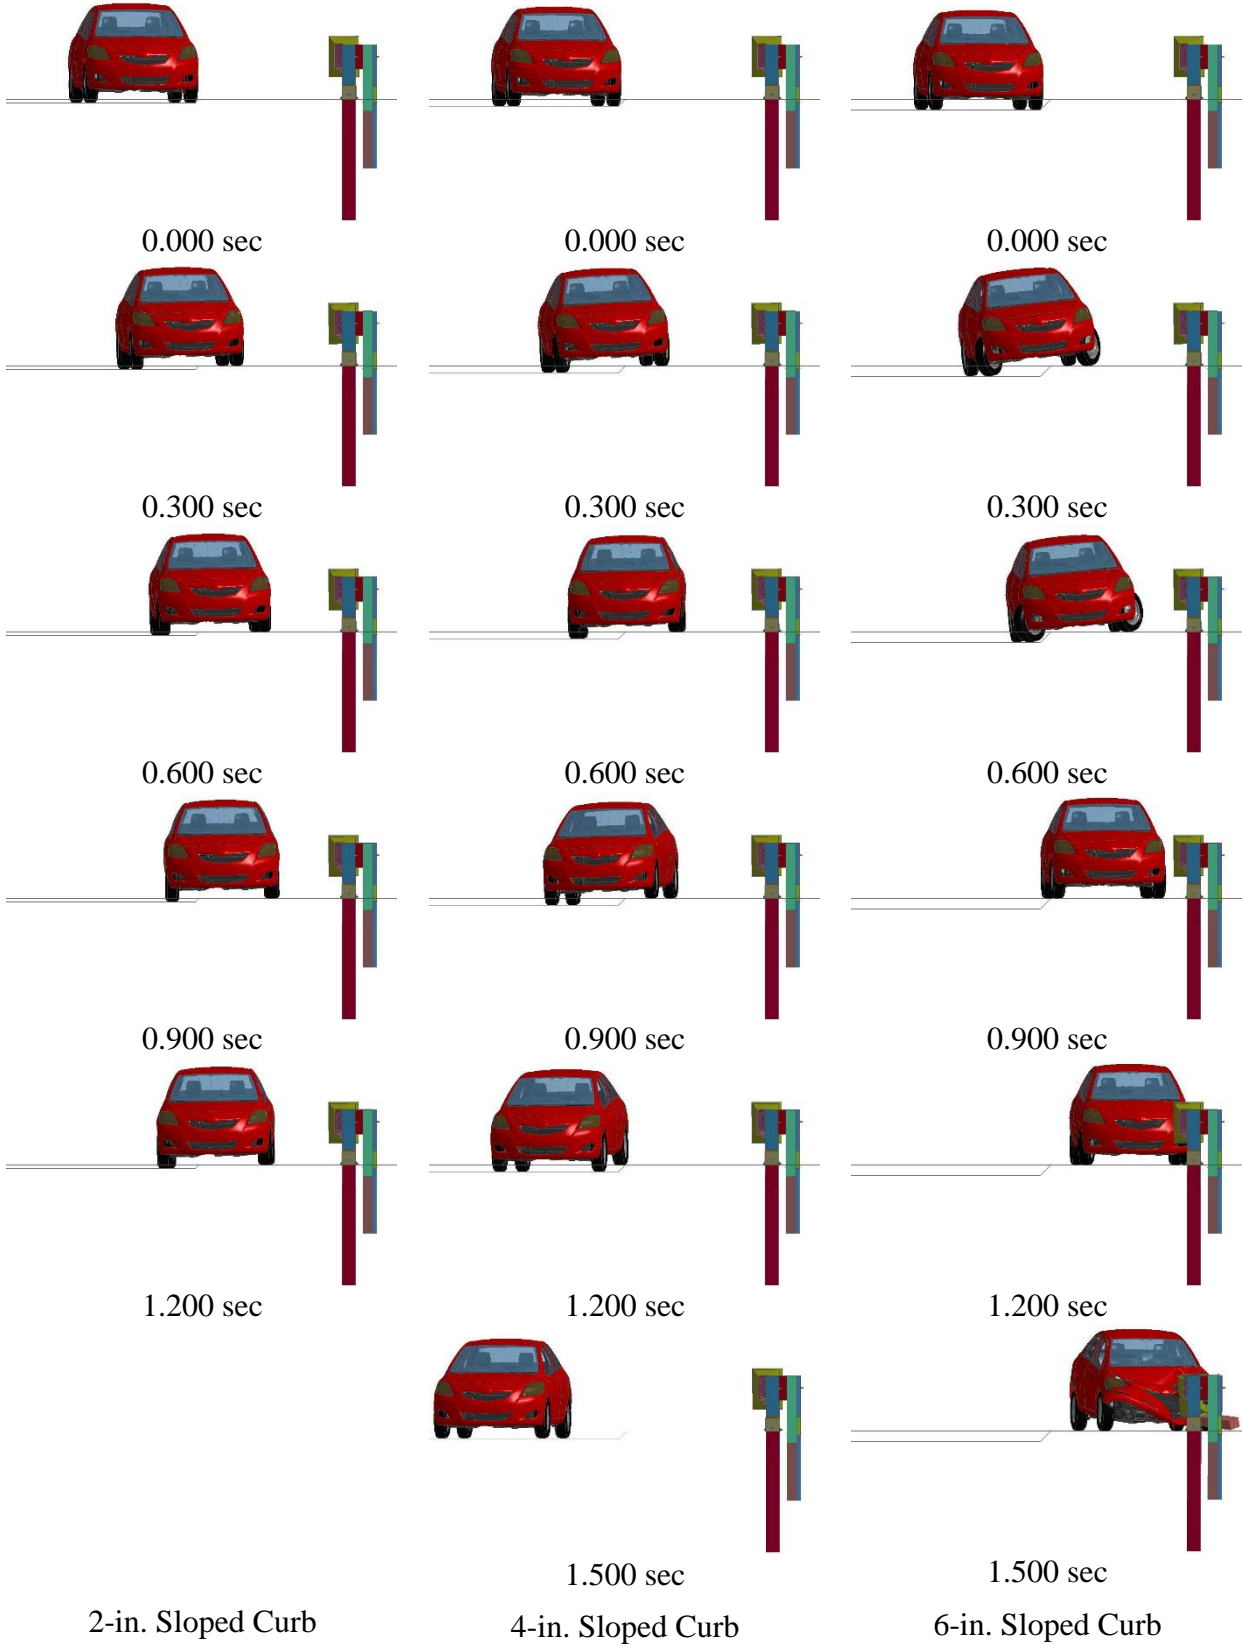 0.000 sec 0.000 sec 0.000 sec
0.300 sec 0.300 sec 0.300 sec
0.600 sec 0.600 sec 0.600 sec
0.900 sec 0.900 sec 0.900 sec
1.200 sec 1.200 sec 1.200 sec
1.500 sec 1.500 sec
2-in. Sloped Curb 4-in. Sloped Curb 6-in. Sloped Curb